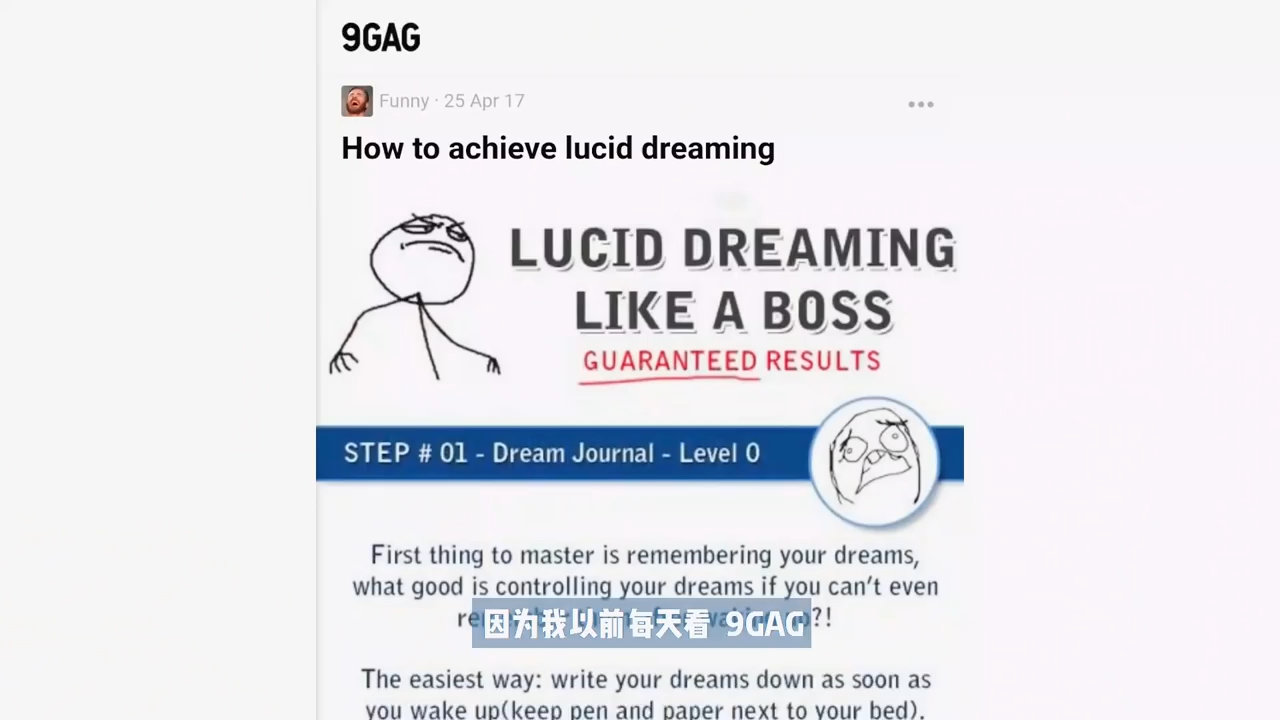 9GAG
Funny · 25 Apr 17
How to achieve lucid dreaming
LUCID DREAMING
LIKE A BOSS
GUARANTEED RESULTS
STEP # 01 - Dream Journal - Level 0
First thing to master is remembering your dreams,
what good is controlling your dreams if you can't even
?!
因为我以前每天看 9GAG
The easiest way: write your dreams down as soon as
you wake up(keep pen and paper next to your bed).